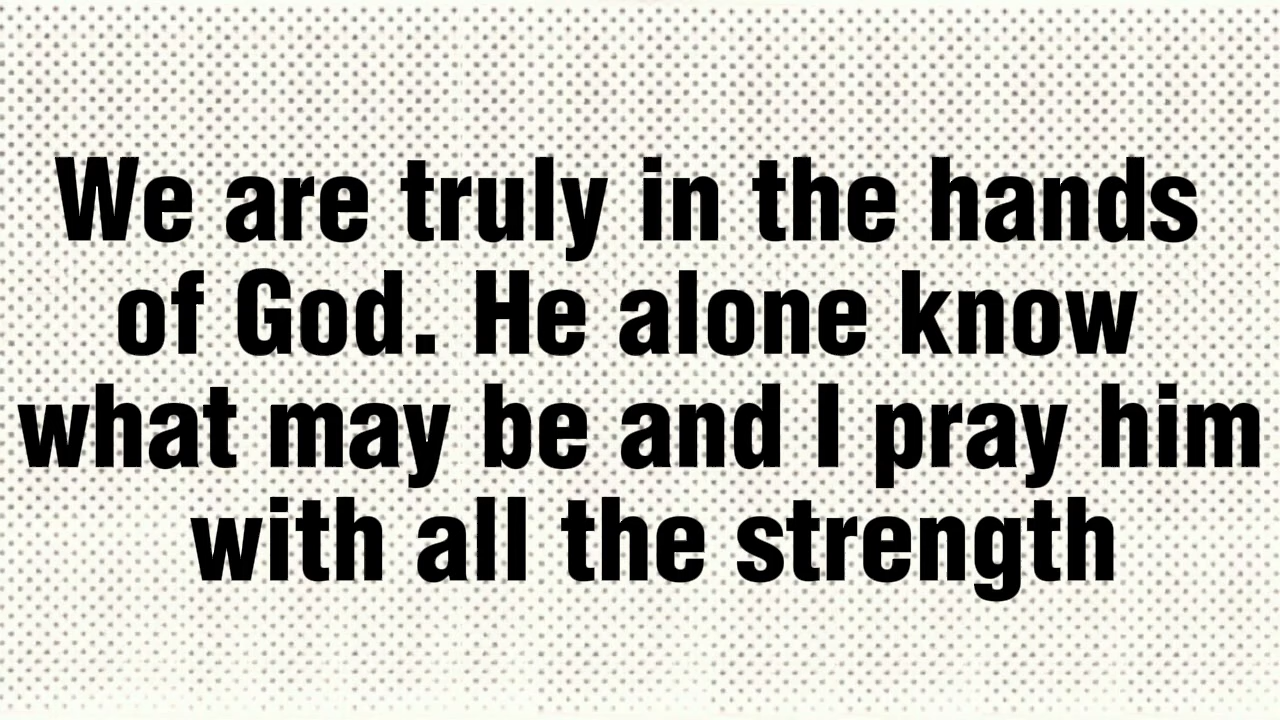 We are truly in the hands
of God. He alone know
what may be and I pray him
with all the strength